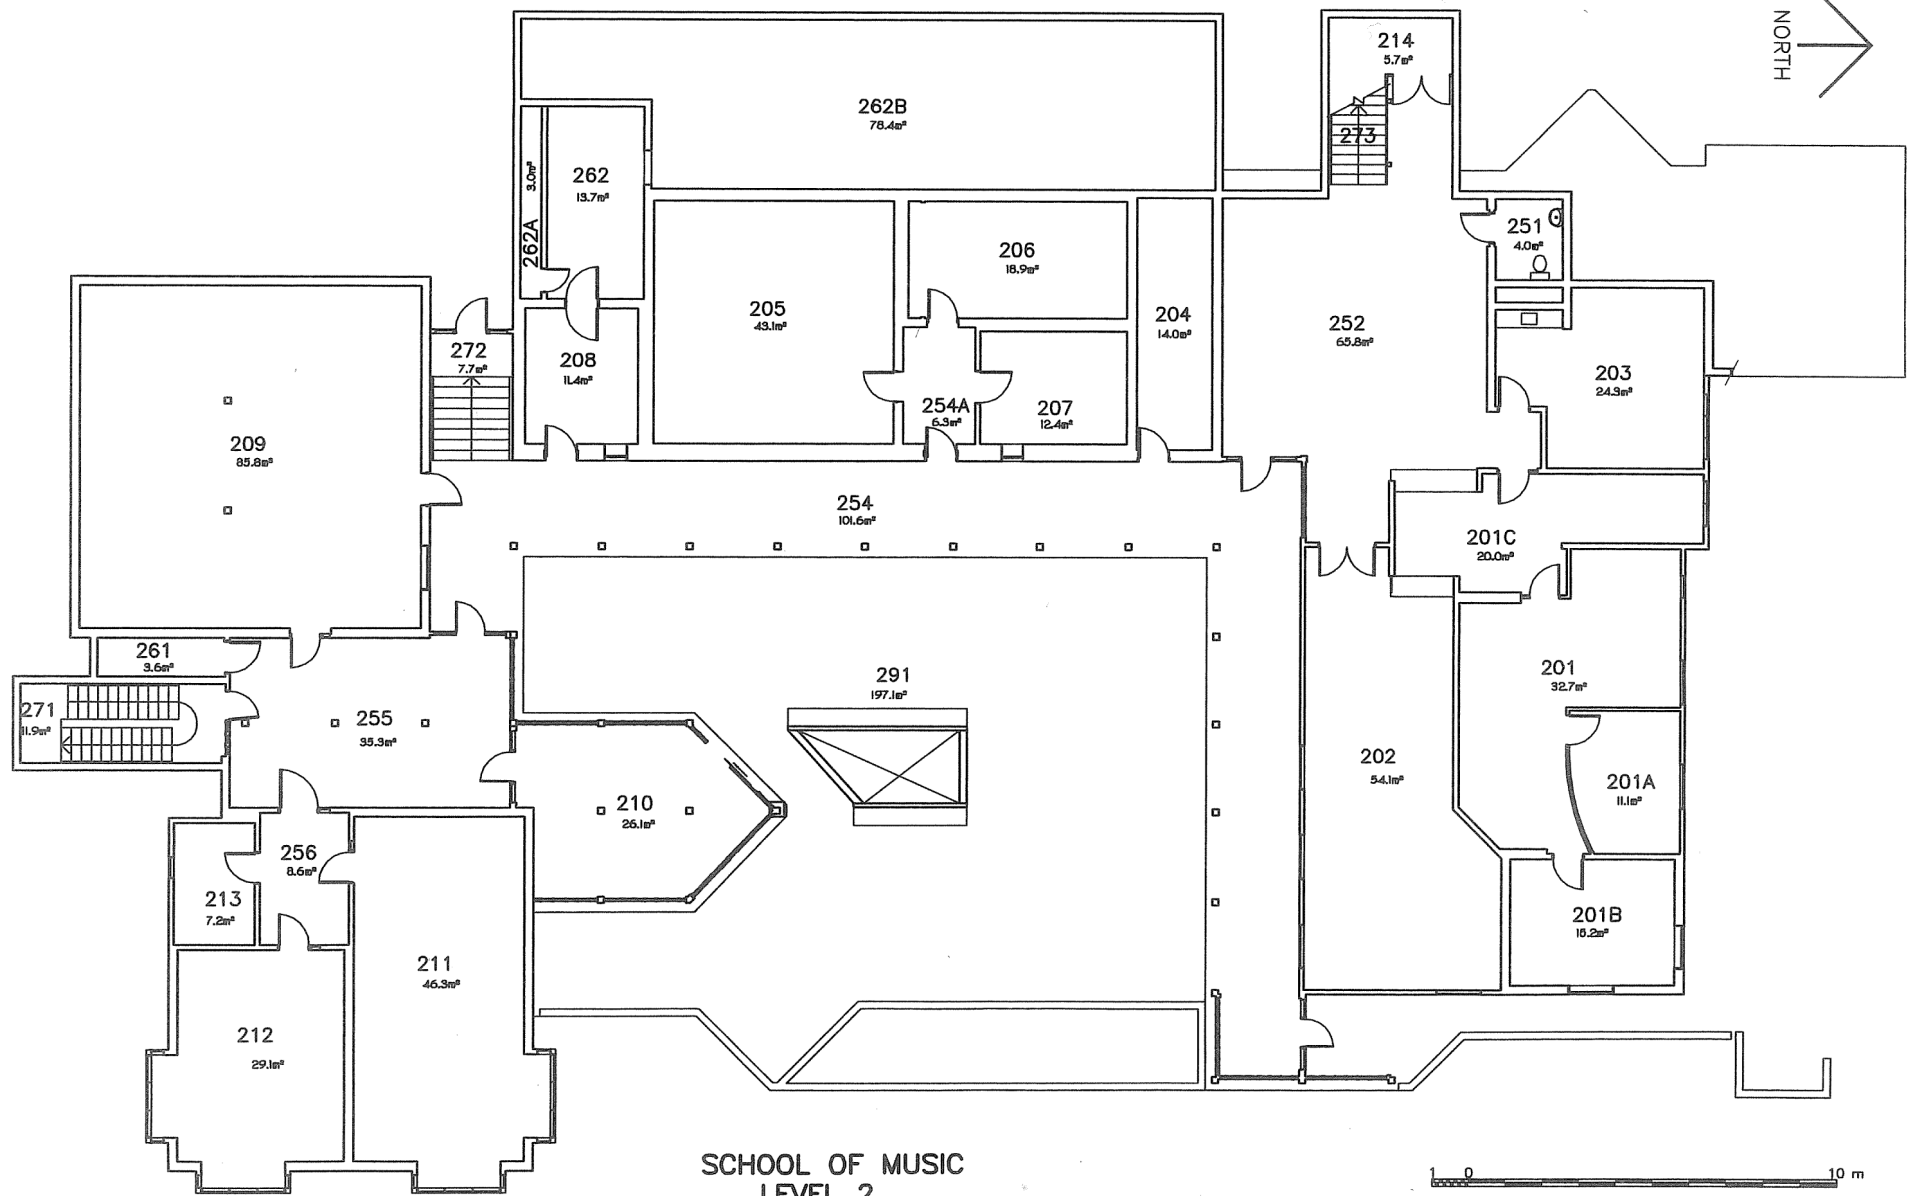 NORTH
214
5.7m²
273
262B
78.4m²
262
13.7m²
262A
3.0m²
251
4.0m²
206
18.9m²
205
43.1m²
204
14.0m²
252
65.8m²
272
7.7m²
208
11.4m²
254A
6.3m²
207
12.4m²
203
24.3m²
209
85.8m²
254
101.6m²
201C
20.0m²
261
3.6m²
291
197.1m²
201
32.7m²
271
11.9m²
255
35.3m²
202
54.1m²
201A
11.1m²
210
26.1m²
256
8.6m²
213
7.2m²
201B
15.2m²
211
46.3m²
212
29.1m²
SCHOOL OF MUSIC
LEVEL 2
1 0 10 m